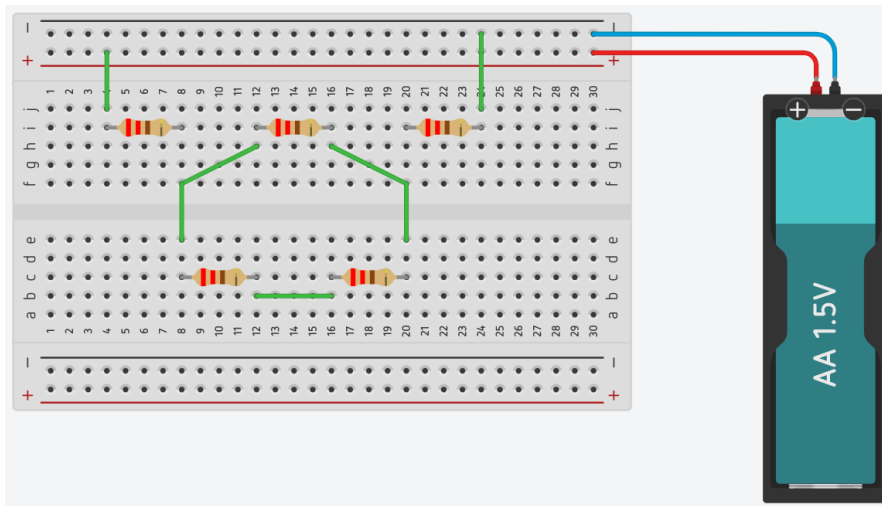 − −
+ +
1 2 3 4 5 6 7 8 9 10 11 12 13 14 15 16 17 18 19 20 21 22 23 24 25 26 27 28 29 30
j j
i i
h h
g g
f f
e e
d d
c c
b b
a a
1 2 3 4 5 6 7 8 9 10 11 12 13 14 15 16 17 18 19 20 21 22 23 24 25 26 27 28 29 30
− −
+ +
+ −
AA 1.5V